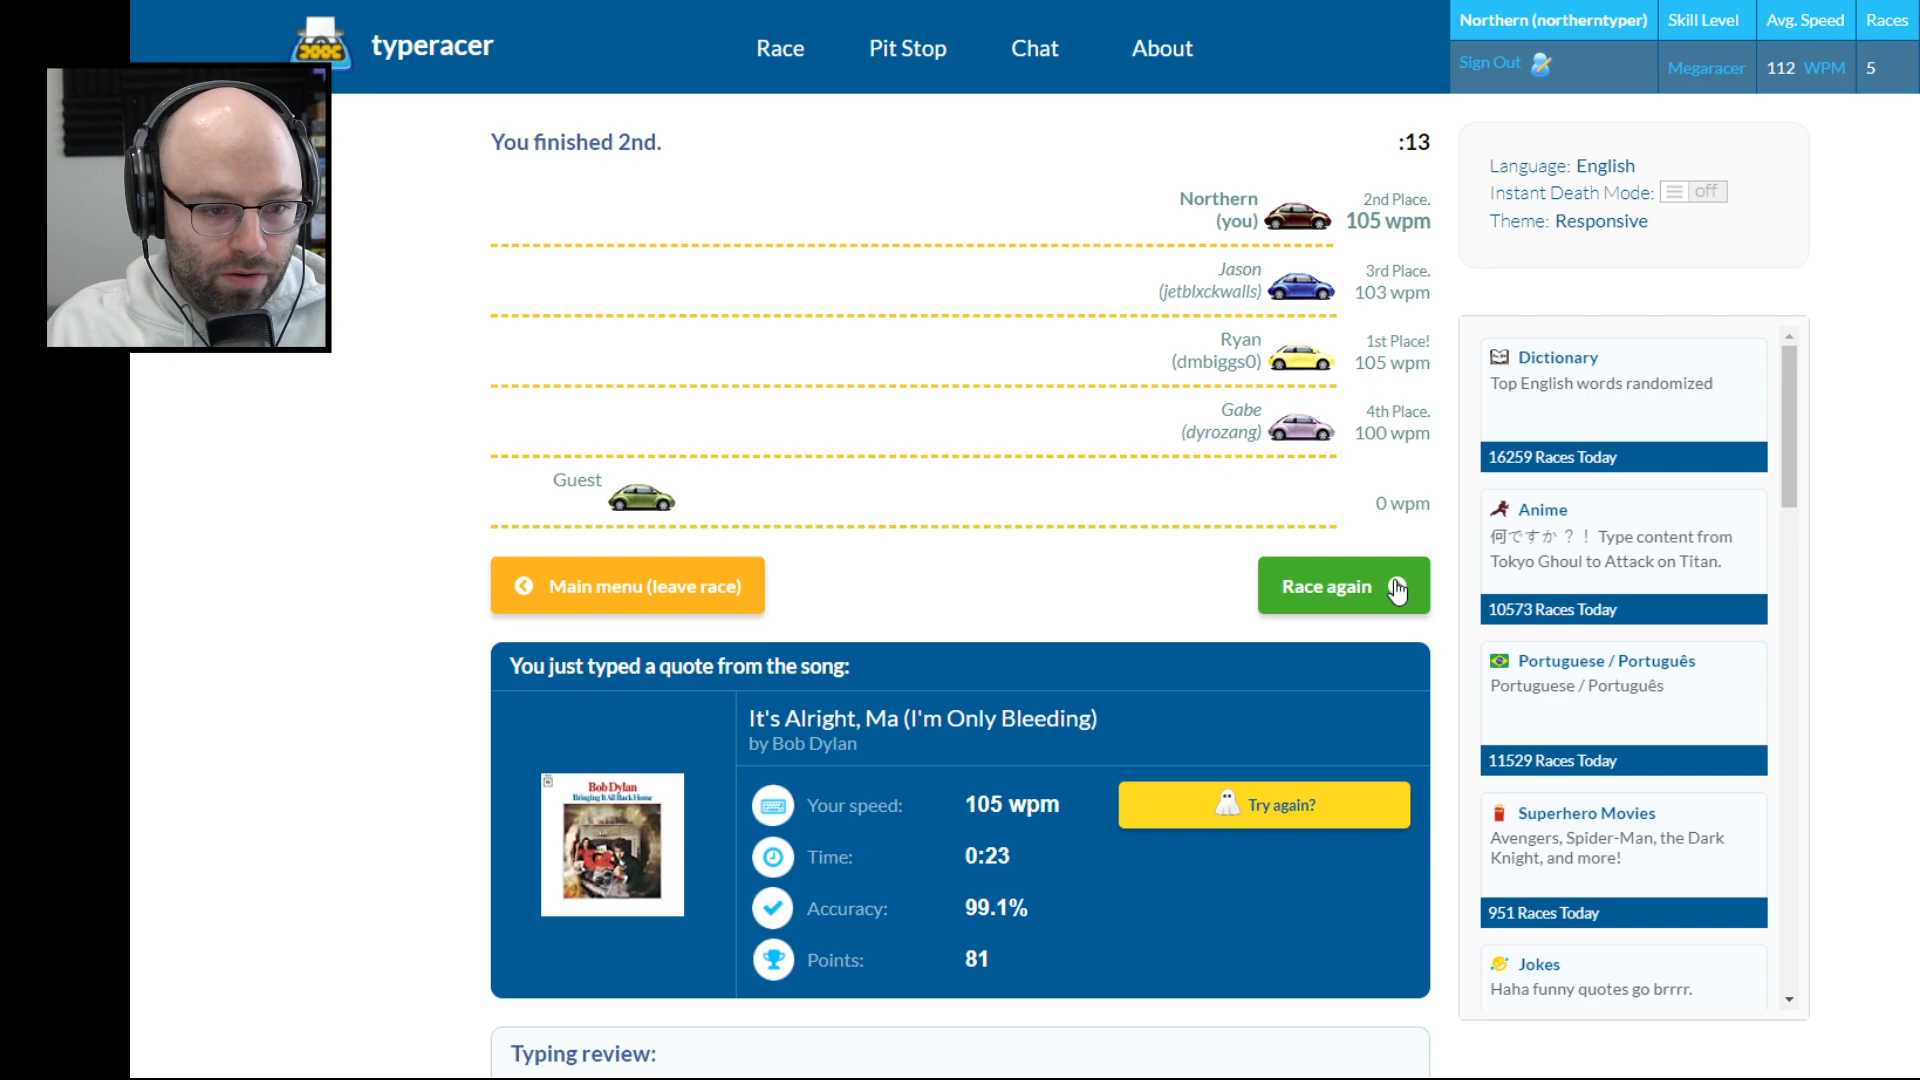 typeracer
Race
Pit Stop
Chat
About
Northern (northerntyper)
Skill Level
Avg. Speed
Races
Sign Out
Megaracer
112 WPM
5
You finished 2nd.
:13
Northern
(you)
2nd Place.
105 wpm
Jason
(jetblxckwalls)
3rd Place.
103 wpm
Ryan
(dmbiggs0)
1st Place!
105 wpm
Gabe
(dyrozang)
4th Place.
100 wpm
Guest
0 wpm
Main menu (leave race)
Race again
You just typed a quote from the song:
It's Alright, Ma (I'm Only Bleeding)
by Bob Dylan
Bob Dylan
Bringing It All Back Home
Your speed:
105 wpm
Try again?
Time:
0:23
Accuracy:
99.1%
Points:
81
Typing review:
Language: English
Instant Death Mode: off
Theme: Responsive
Dictionary
Top English words randomized
16259 Races Today
Anime
何ですか？！ Type content from
Tokyo Ghoul to Attack on Titan.
10573 Races Today
Portuguese / Português
Portuguese / Português
11529 Races Today
Superhero Movies
Avengers, Spider-Man, the Dark
Knight, and more!
951 Races Today
Jokes
Haha funny quotes go brrrr.